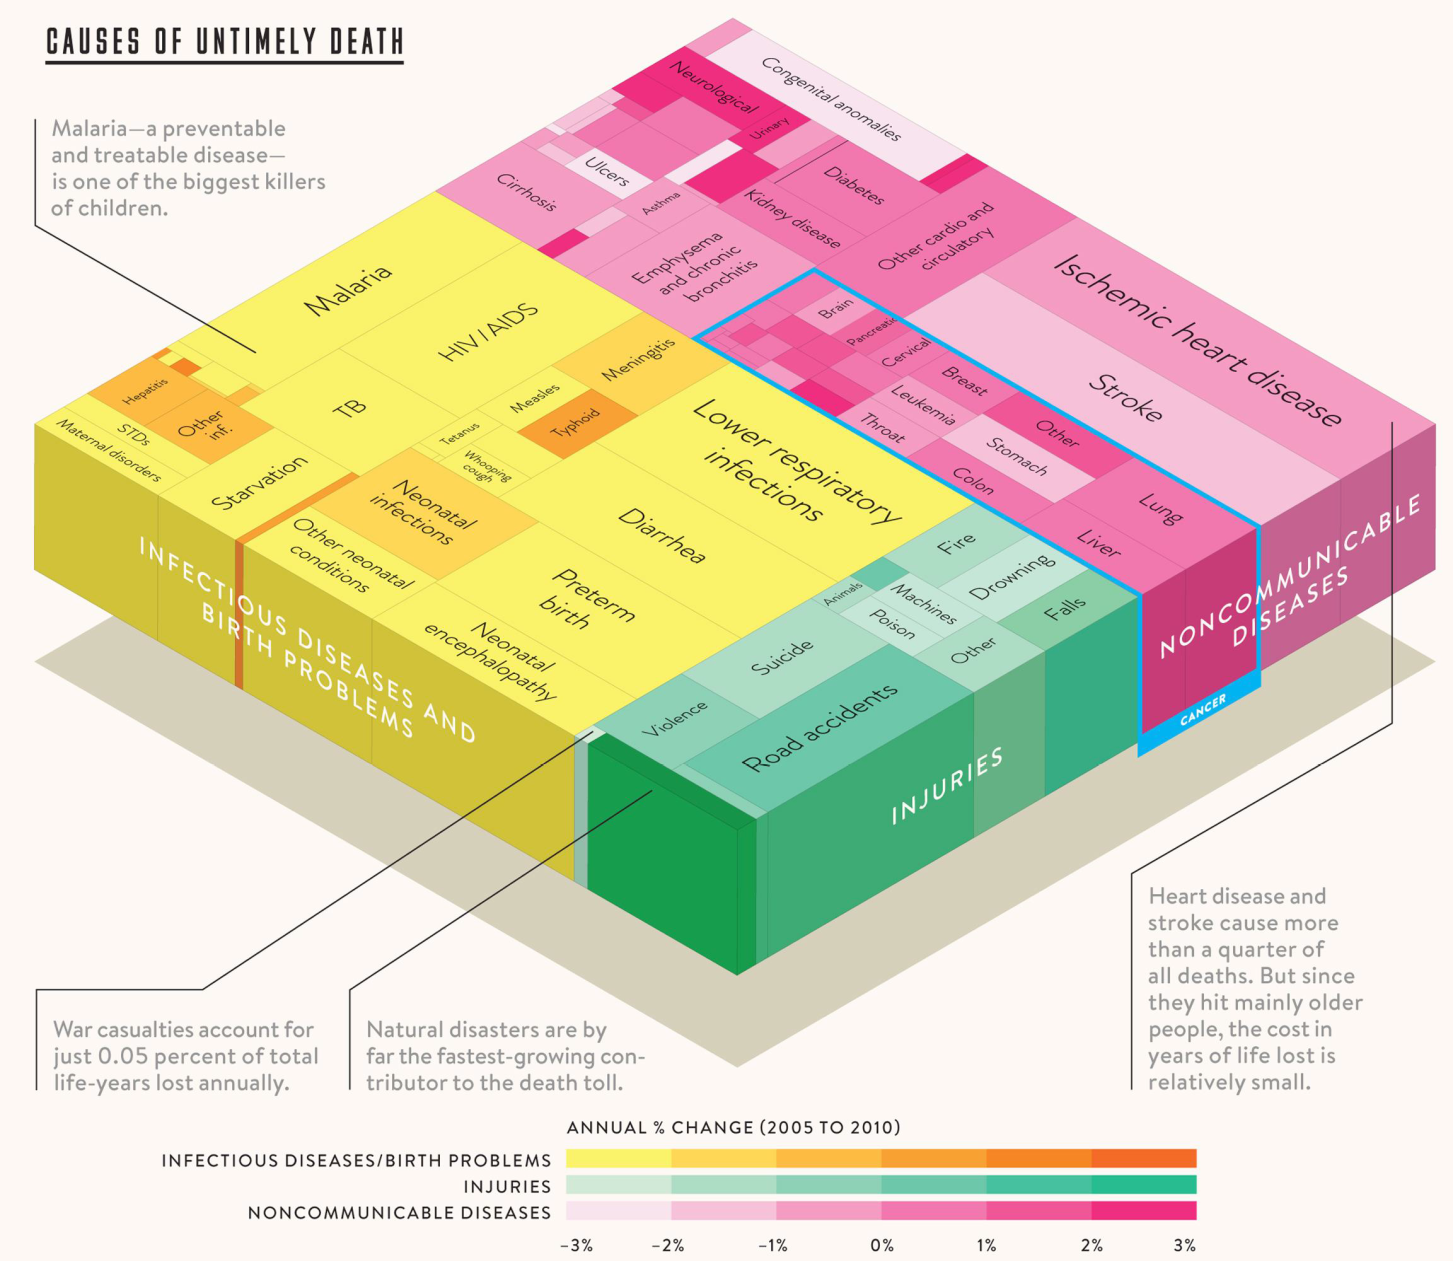 CAUSES OF UNTIMELY DEATH
Malaria—a preventable
and treatable disease—
is one of the biggest killers
of children.
Congenital anomalies
Neurological
Urinary
Ulcers
Cirrhosis
Asthma
Diabetes
Kidney disease
Other cardio and
circulatory
Emphysema
and chronic
bronchitis
Ischemic heart disease
Stroke
Brain
Pancreatic
Cervical
Breast
Leukemia
Other
Throat
Stomach
Colon
Lung
Liver
Malaria
HIV/AIDS
Meningitis
Hepatitis
Other
inf.
TB
Measles
Typhoid
Tetanus
Whooping
cough
STDs
Maternal disorders
Starvation
Neonatal
infections
Other neonatal
conditions
Lower respiratory
infections
Diarrhea
Preterm
birth
Neonatal
encephalopathy
Fire
Drowning
Animals
Machines
Poison
Falls
Other
Suicide
Violence
Road accidents
INFECTIOUS DISEASES AND
BIRTH PROBLEMS
INJURIES
NONCOMMUNICABLE
DISEASES
CANCER
War casualties account for
just 0.05 percent of total
life-years lost annually.
Natural disasters are by
far the fastest-growing con-
tributor to the death toll.
Heart disease and
stroke cause more
than a quarter of
all deaths. But since
they hit mainly older
people, the cost in
years of life lost is
relatively small.
ANNUAL % CHANGE (2005 TO 2010)
INFECTIOUS DISEASES/BIRTH PROBLEMS
INJURIES
NONCOMMUNICABLE DISEASES
–3% –2% –1% 0% 1% 2% 3%